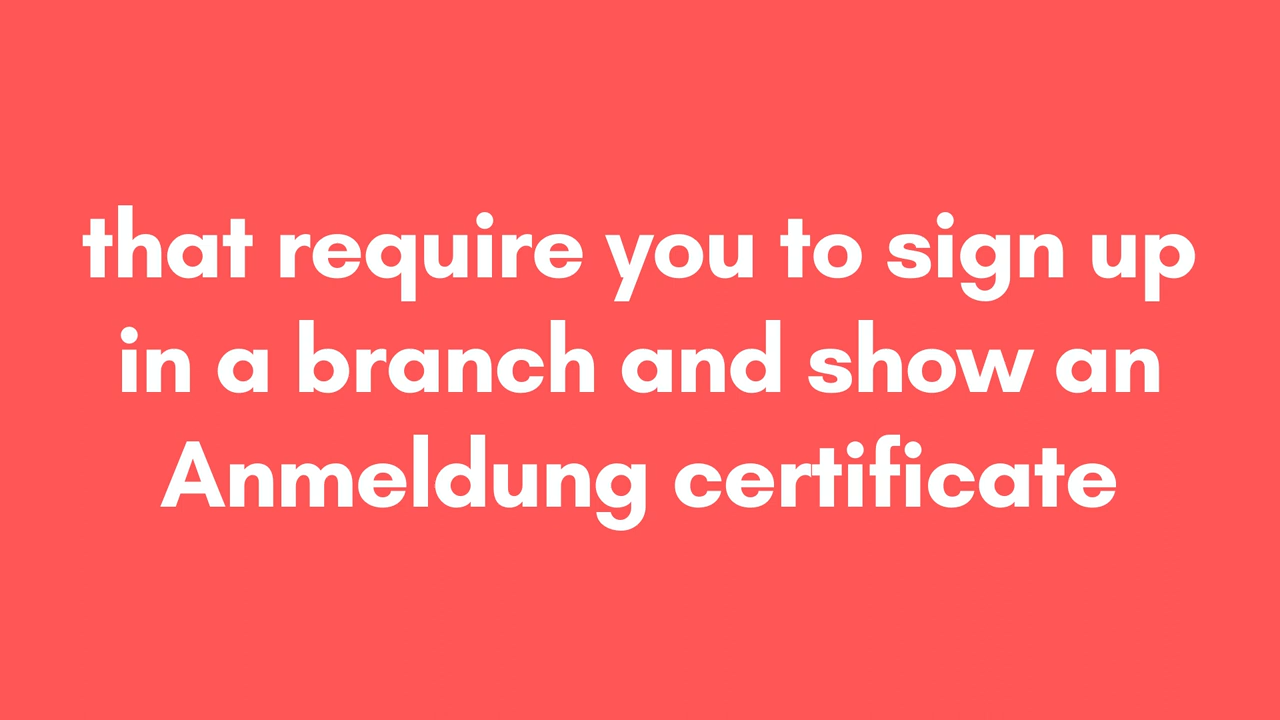 that require you to sign up
in a branch and show an
Anmeldung certificate